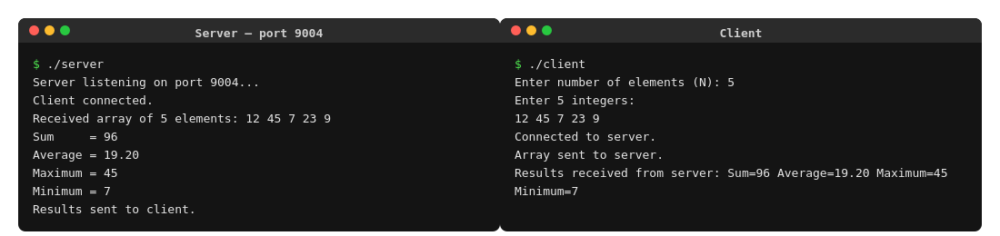 Server — port 9004
$ ./server
Server listening on port 9004...
Client connected.
Received array of 5 elements: 12 45 7 23 9
Sum     = 96
Average = 19.20
Maximum = 45
Minimum = 7
Results sent to client.
Client
$ ./client
Enter number of elements (N): 5
Enter 5 integers:
12 45 7 23 9
Connected to server.
Array sent to server.
Results received from server: Sum=96 Average=19.20 Maximum=45
Minimum=7